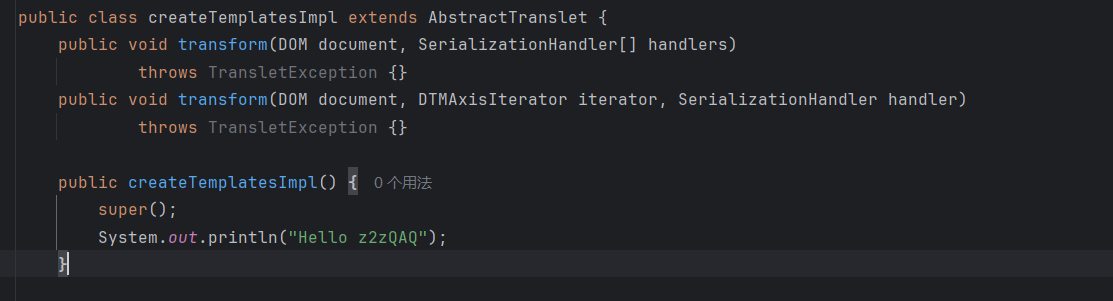 public class createTemplatesImpl extends AbstractTranslet {
    public void transform(DOM document, SerializationHandler[] handlers)
            throws TransletException {}
    public void transform(DOM document, DTMAxisIterator iterator, SerializationHandler handler)
            throws TransletException {}

    public createTemplatesImpl() { 0个用法
        super();
        System.out.println("Hello z2zQAQ");
    }